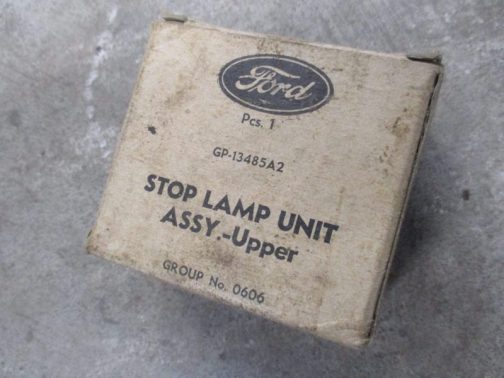 Ford
Pcs. 1
GP-13485A2
STOP LAMP UNIT
ASSY.-Upper
GROUP No. 0606